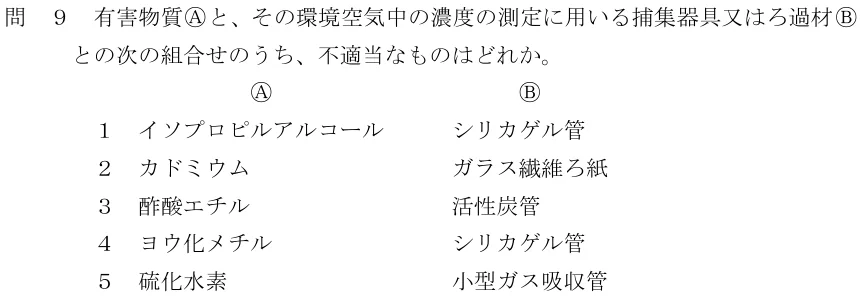 問　９　有害物質Ⓐと、その環境空気中の濃度の測定に用いる捕集器具又はろ過材Ⓑ
との次の組合せのうち、不適当なものはどれか。
Ⓐ　Ⓑ
１　イソプロピルアルコール　シリカゲル管
２　カドミウム　ガラス繊維ろ紙
３　酢酸エチル　活性炭管
４　ヨウ化メチル　シリカゲル管
５　硫化水素　小型ガス吸収管